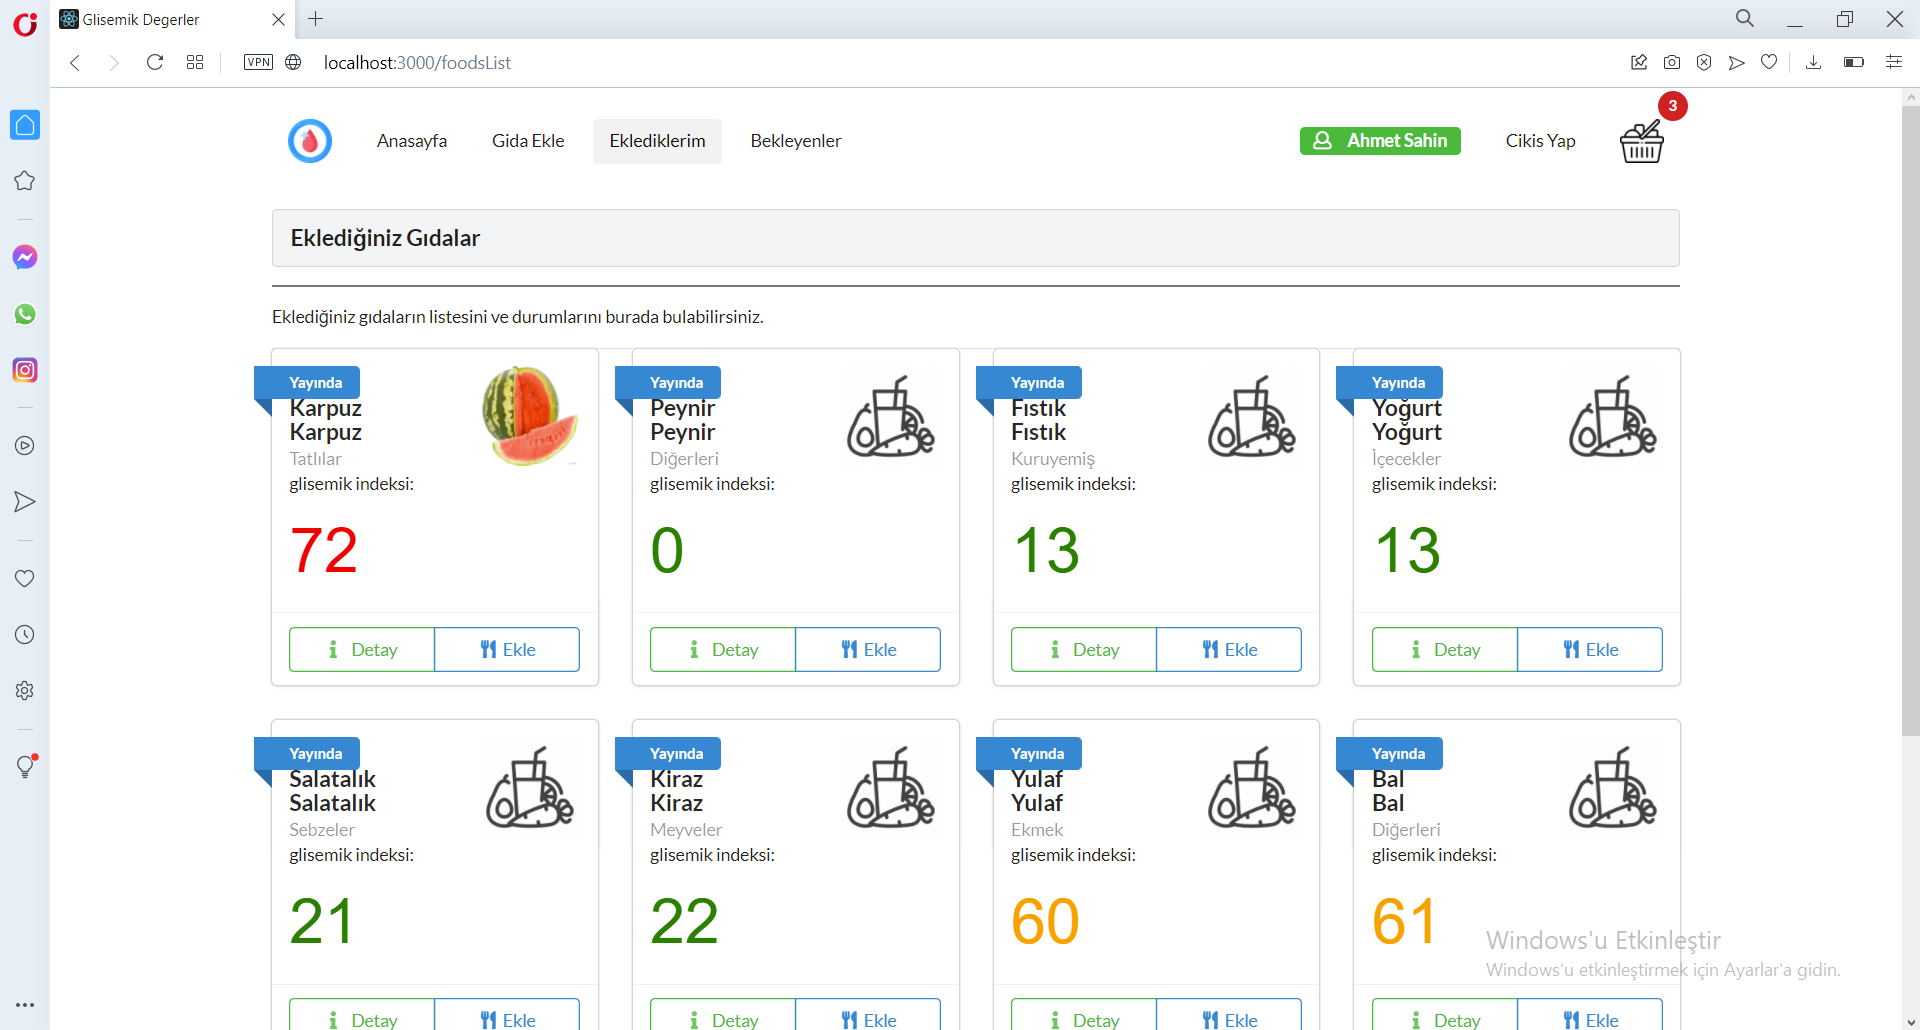 Glisemik Degerler
VPN
localhost:3000/foodsList
3
Anasayfa
Gida Ekle
Eklediklerim
Bekleyenler
Ahmet Sahin
Cikis Yap
Eklediğiniz Gıdalar
Eklediğiniz gıdaların listesini ve durumlarını burada bulabilirsiniz.
Yayında
Karpuz
Karpuz
Tatlılar
glisemik indeksi:
72
Detay
Ekle
Yayında
Peynir
Peynir
Diğerleri
glisemik indeksi:
0
Detay
Ekle
Yayında
Fıstık
Fıstık
Kuruyemiş
glisemik indeksi:
13
Detay
Ekle
Yayında
Yoğurt
Yoğurt
İçecekler
glisemik indeksi:
13
Detay
Ekle
Yayında
Salatalık
Salatalık
Sebzeler
glisemik indeksi:
21
Detay
Ekle
Yayında
Kiraz
Kiraz
Meyveler
glisemik indeksi:
22
Detay
Ekle
Yayında
Yulaf
Yulaf
Ekmek
glisemik indeksi:
60
Detay
Ekle
Yayında
Bal
Bal
Diğerleri
glisemik indeksi:
61
Detay
Ekle
Windows'u Etkinleştir
Windows'u etkinleştirmek için Ayarlar'a gidin.